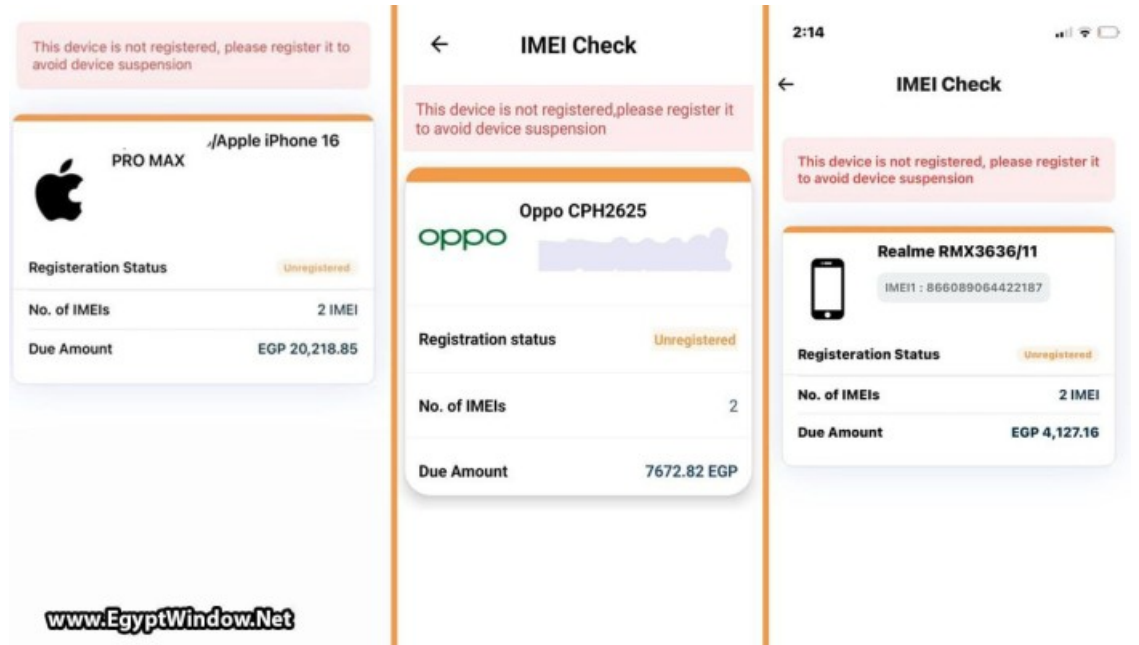 This device is not registered, please register it to
avoid device suspension
/Apple iPhone 16
PRO MAX
Registeration Status Unregistered
No. of IMEIs 2 IMEI
Due Amount EGP 20,218.85
www.EgyptWindow.Net
IMEI Check
This device is not registered,please register it
to avoid device suspension
Oppo CPH2625
oppo
Registration status Unregistered
No. of IMEIs 2
Due Amount 7672.82 EGP
2:14
IMEI Check
This device is not registered, please register it
to avoid device suspension
Realme RMX3636/11
IMEI1 : 866089064422187
Registeration Status Unregistered
No. of IMEIs 2 IMEI
Due Amount EGP 4,127.16